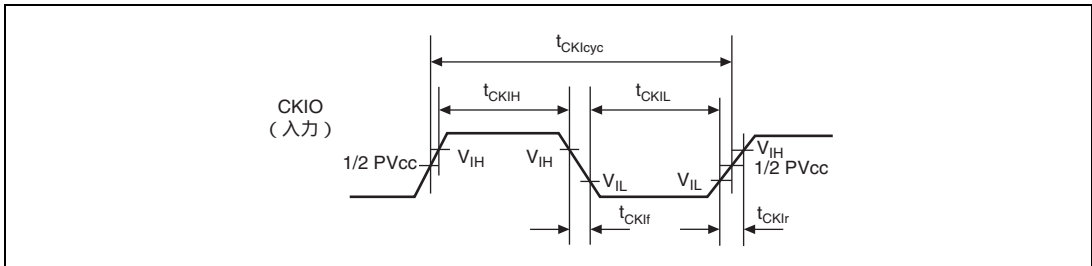 tCKIcyc
tCKIH
tCKIL
CKIO
（入力）
1/2 PVcc
VIH
VIH
VIL
VIL
VIH
1/2 PVcc
tCKIf
tCKIr